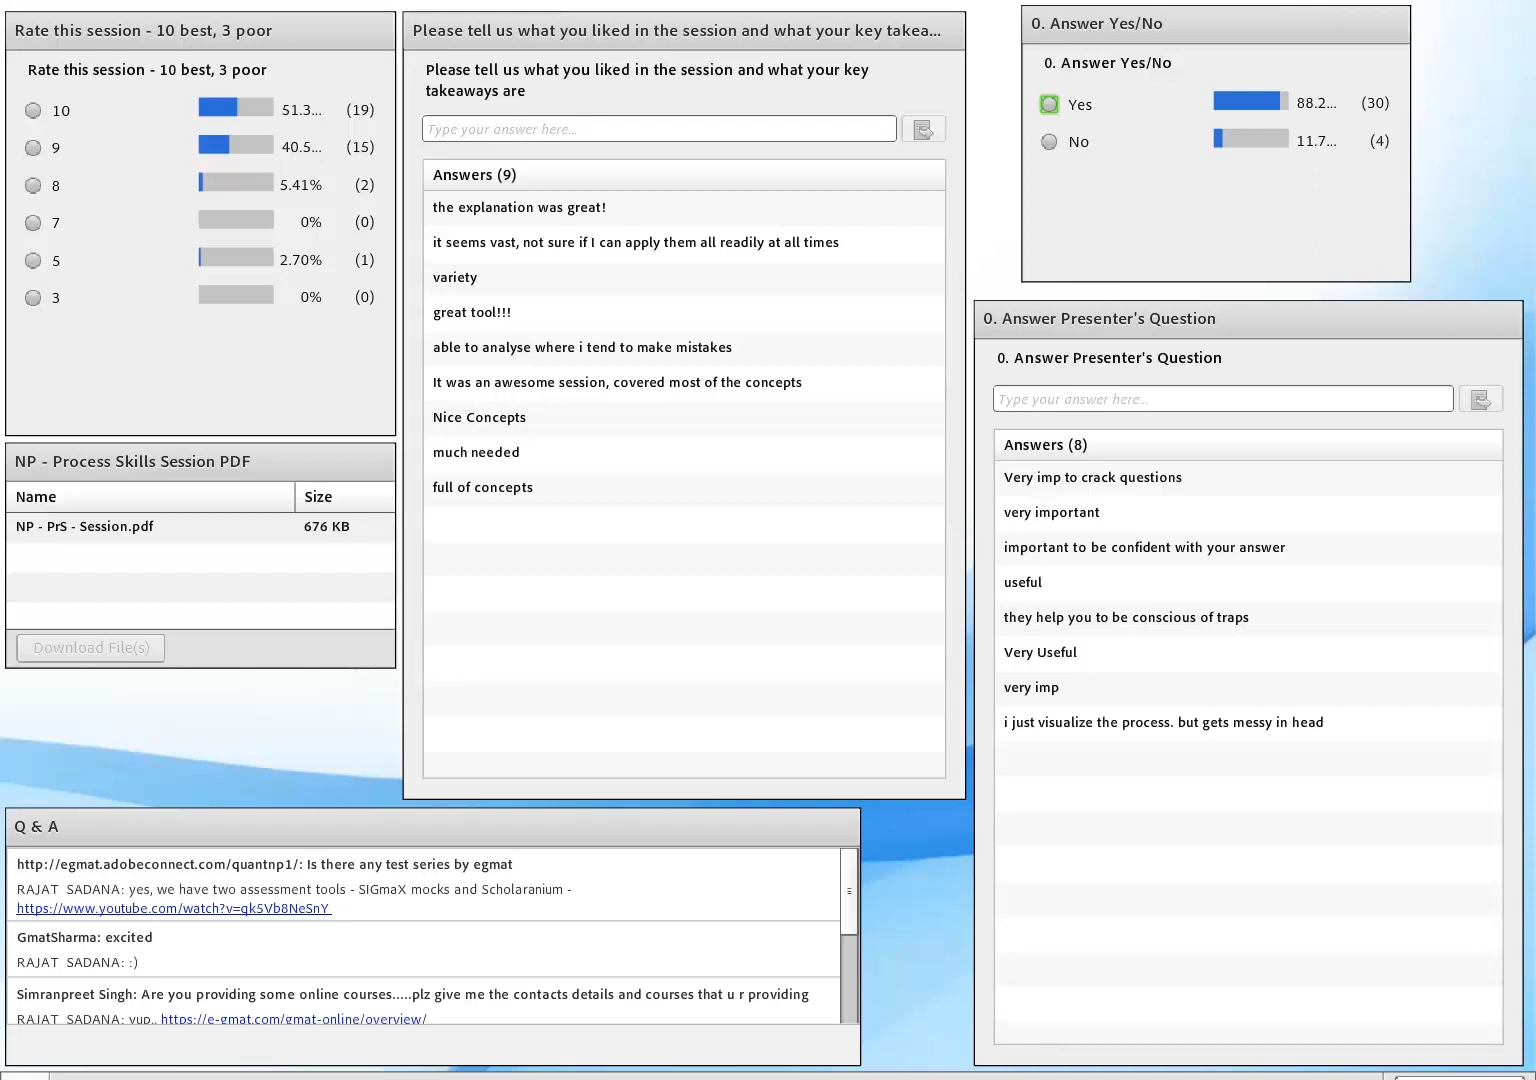 Rate this session - 10 best, 3 poor
Rate this session - 10 best, 3 poor
10 51.3... (19)
9 40.5... (15)
8 5.41% (2)
7 0% (0)
5 2.70% (1)
3 0% (0)
NP - Process Skills Session PDF
Name Size
NP - PrS - Session.pdf 676 KB
Download File(s)
Please tell us what you liked in the session and what your key takea...
Please tell us what you liked in the session and what your key
takeaways are
Type your answer here...
Answers (9)
the explanation was great!
it seems vast, not sure if I can apply them all readily at all times
variety
great tool!!!
able to analyse where i tend to make mistakes
It was an awesome session, covered most of the concepts
Nice Concepts
much needed
full of concepts
0. Answer Yes/No
0. Answer Yes/No
Yes 88.2... (30)
No 11.7... (4)
0. Answer Presenter's Question
0. Answer Presenter's Question
Type your answer here...
Answers (8)
Very imp to crack questions
very important
important to be confident with your answer
useful
they help you to be conscious of traps
Very Useful
very imp
i just visualize the process. but gets messy in head
Q & A
http://egmat.adobeconnect.com/quantnp1/: Is there any test series by egmat
RAJAT SADANA: yes, we have two assessment tools - SIGmaX mocks and Scholaranium -
https://www.youtube.com/watch?v=qk5Vb8NeSnY
GmatSharma: excited
RAJAT SADANA: :)
Simranpreet Singh: Are you providing some online courses.....plz give me the contacts details and courses that u r providing
RAJAT SADANA: yup.. https://e-gmat.com/gmat-online/overview/